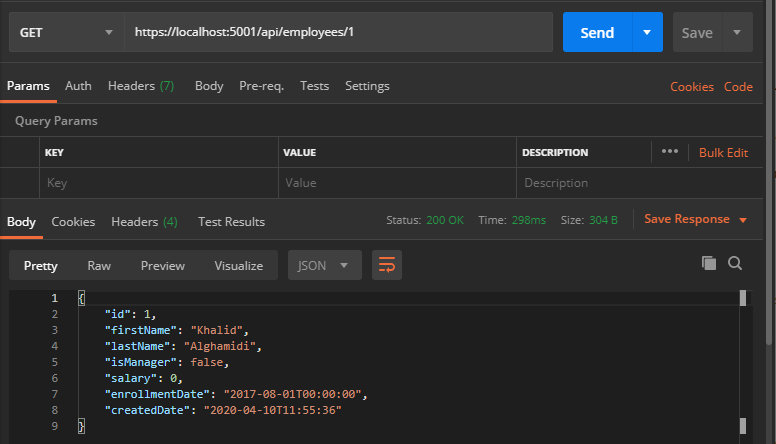 GET https://localhost:5001/api/employees/1 Send Save
Params Auth Headers (7) Body Pre-req. Tests Settings Cookies Code
Query Params
KEY VALUE DESCRIPTION ••• Bulk Edit
Key Value Description
Body Cookies Headers (4) Test Results Status: 200 OK Time: 298ms Size: 304 B Save Response
Pretty Raw Preview Visualize JSON
1 {
2 "id": 1,
3 "firstName": "Khalid",
4 "lastName": "Alghamidi",
5 "isManager": false,
6 "salary": 0,
7 "enrollmentDate": "2017-08-01T00:00:00",
8 "createdDate": "2020-04-10T11:55:36"
9 }